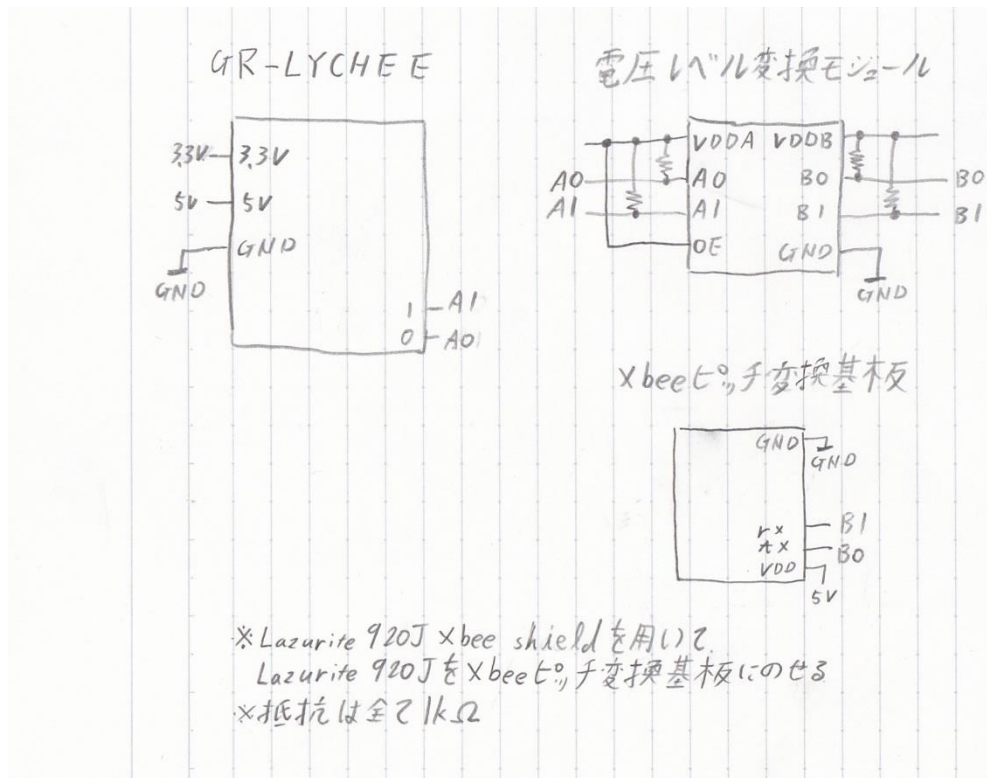 GR-LYCHEE
3.3V 3.3V
5V 5V
GND
GND
1 A1
0 A0
電圧レベル変換モジュール
VDDA VDDB
A0 A0 B0 B0
A1 A1 B1 B1
OE GND
GND
Xbeeピッチ変換基板
GND
GND
rx B1
tx B0
VDD
5V
※Lazurite 920J Xbee shieldを用いて
Lazurite 920JをXbeeピッチ変換基板にのせる
※抵抗は全て1kΩ